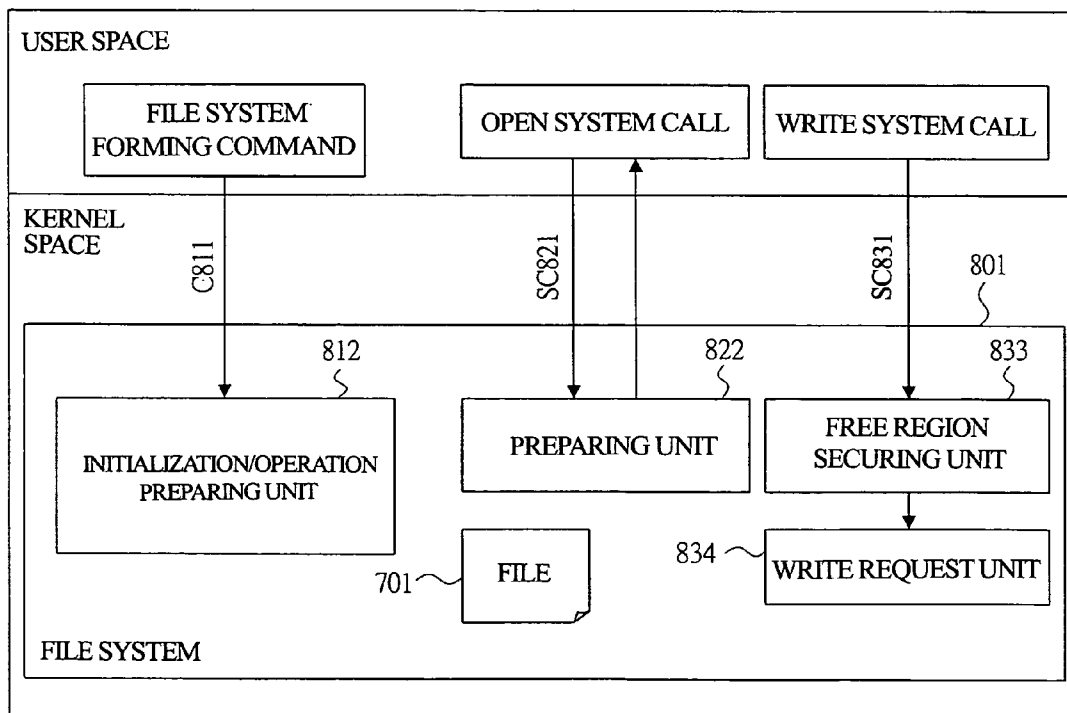 USER SPACE
FILE SYSTEM
FORMING COMMAND
OPEN SYSTEM CALL
WRITE SYSTEM CALL
KERNEL
SPACE
C811
SC821
SC831
801
812
822
833
INITIALIZATION/OPERATION
PREPARING UNIT
PREPARING UNIT
FREE REGION
SECURING UNIT
701
FILE
834
WRITE REQUEST UNIT
FILE SYSTEM